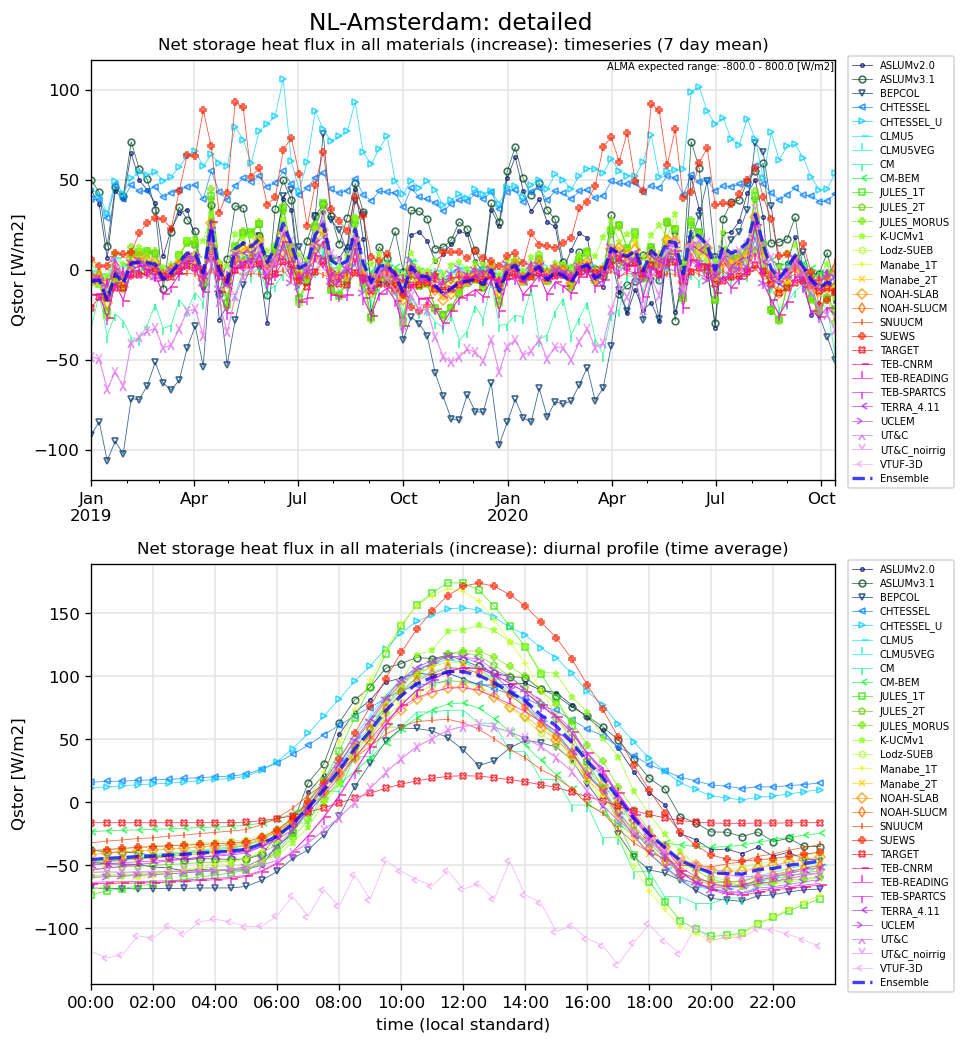 NL-Amsterdam: detailed
Net storage heat flux in all materials (increase): timeseries (7 day mean)
ALMA expected range: -800.0 - 800.0 [W/m2]
Qstor [W/m2]
100
50
0
−50
−100
Jan
2019
Apr
Jul
Oct
Jan
2020
Apr
Jul
Oct
ASLUMv2.0
ASLUMv3.1
BEPCOL
CHTESSEL
CHTESSEL_U
CLMU5
CLMU5VEG
CM
CM-BEM
JULES_1T
JULES_2T
JULES_MORUS
K-UCMv1
Lodz-SUEB
Manabe_1T
Manabe_2T
NOAH-SLAB
NOAH-SLUCM
SNUUCM
SUEWS
TARGET
TEB-CNRM
TEB-READING
TEB-SPARTCS
TERRA_4.11
UCLEM
UT&C
UT&C_noirrig
VTUF-3D
Ensemble
Net storage heat flux in all materials (increase): diurnal profile (time average)
Qstor [W/m2]
150
100
50
0
−50
−100
00:00
02:00
04:00
06:00
08:00
10:00
12:00
14:00
16:00
18:00
20:00
22:00
time (local standard)
ASLUMv2.0
ASLUMv3.1
BEPCOL
CHTESSEL
CHTESSEL_U
CLMU5
CLMU5VEG
CM
CM-BEM
JULES_1T
JULES_2T
JULES_MORUS
K-UCMv1
Lodz-SUEB
Manabe_1T
Manabe_2T
NOAH-SLAB
NOAH-SLUCM
SNUUCM
SUEWS
TARGET
TEB-CNRM
TEB-READING
TEB-SPARTCS
TERRA_4.11
UCLEM
UT&C
UT&C_noirrig
VTUF-3D
Ensemble